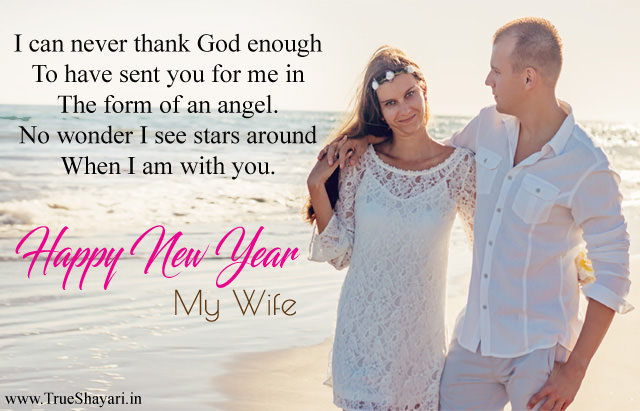 I can never thank God enough
To have sent you for me in
The form of an angel.
No wonder I see stars around
When I am with you.
Happy New Year
My Wife
www.TrueShayari.in